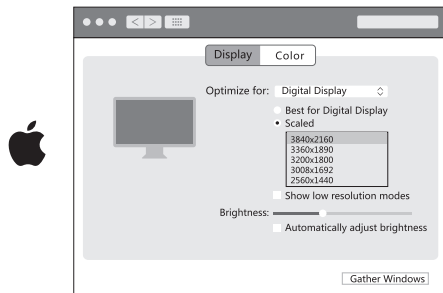 Display Color
Optimize for: Digital Display
Best for Digital Display
Scaled
3840x2160
3360x1890
3200x1800
3008x1692
2560x1440
Show low resolution modes
Brightness:
Automatically adjust brightness
Gather Windows